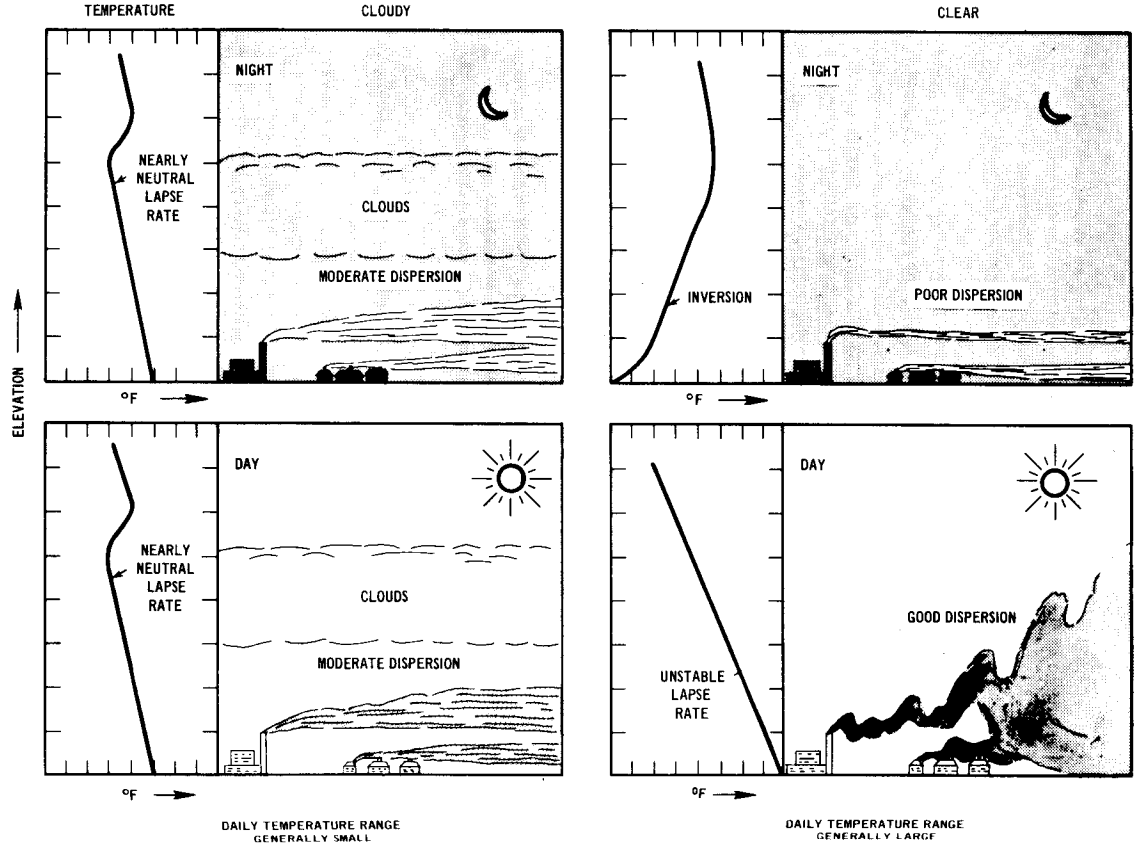 TEMPERATURE
CLOUDY
CLEAR
NIGHT
NEARLY
NEUTRAL
LAPSE
RATE
CLOUDS
MODERATE DISPERSION
°F
NIGHT
INVERSION
POOR DISPERSION
°F
ELEVATION
DAY
NEARLY
NEUTRAL
LAPSE
RATE
CLOUDS
MODERATE DISPERSION
°F
DAILY TEMPERATURE RANGE
GENERALLY SMALL
DAY
GOOD DISPERSION
UNSTABLE
LAPSE
RATE
°F
DAILY TEMPERATURE RANGE
GENERALLY LARGE